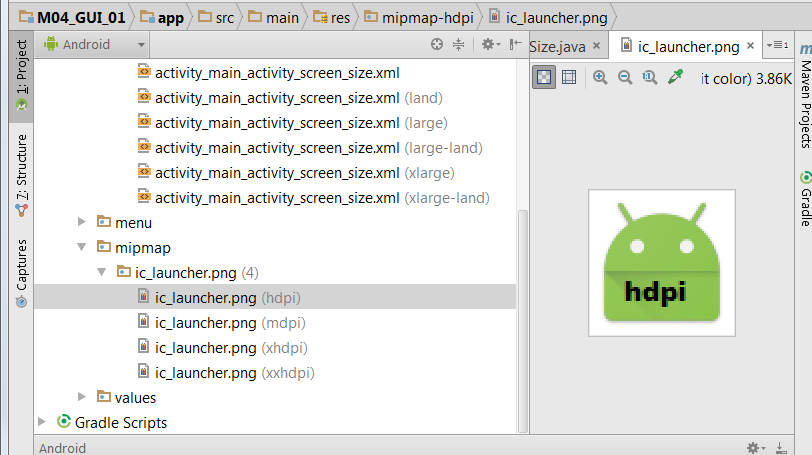 M04_GUI_01 app src main res mipmap-hdpi ic_launcher.png
1: Project
7: Structure
Captures
Android
activity_main_activity_screen_size.xml
activity_main_activity_screen_size.xml (land)
activity_main_activity_screen_size.xml (large)
activity_main_activity_screen_size.xml (large-land)
activity_main_activity_screen_size.xml (xlarge)
activity_main_activity_screen_size.xml (xlarge-land)
menu
mipmap
ic_launcher.png (4)
ic_launcher.png (hdpi)
ic_launcher.png (mdpi)
ic_launcher.png (xhdpi)
ic_launcher.png (xxhdpi)
values
Gradle Scripts
Android
Size.java ic_launcher.png 1
it color) 3.86K
hdpi
m Maven Projects
Gradle